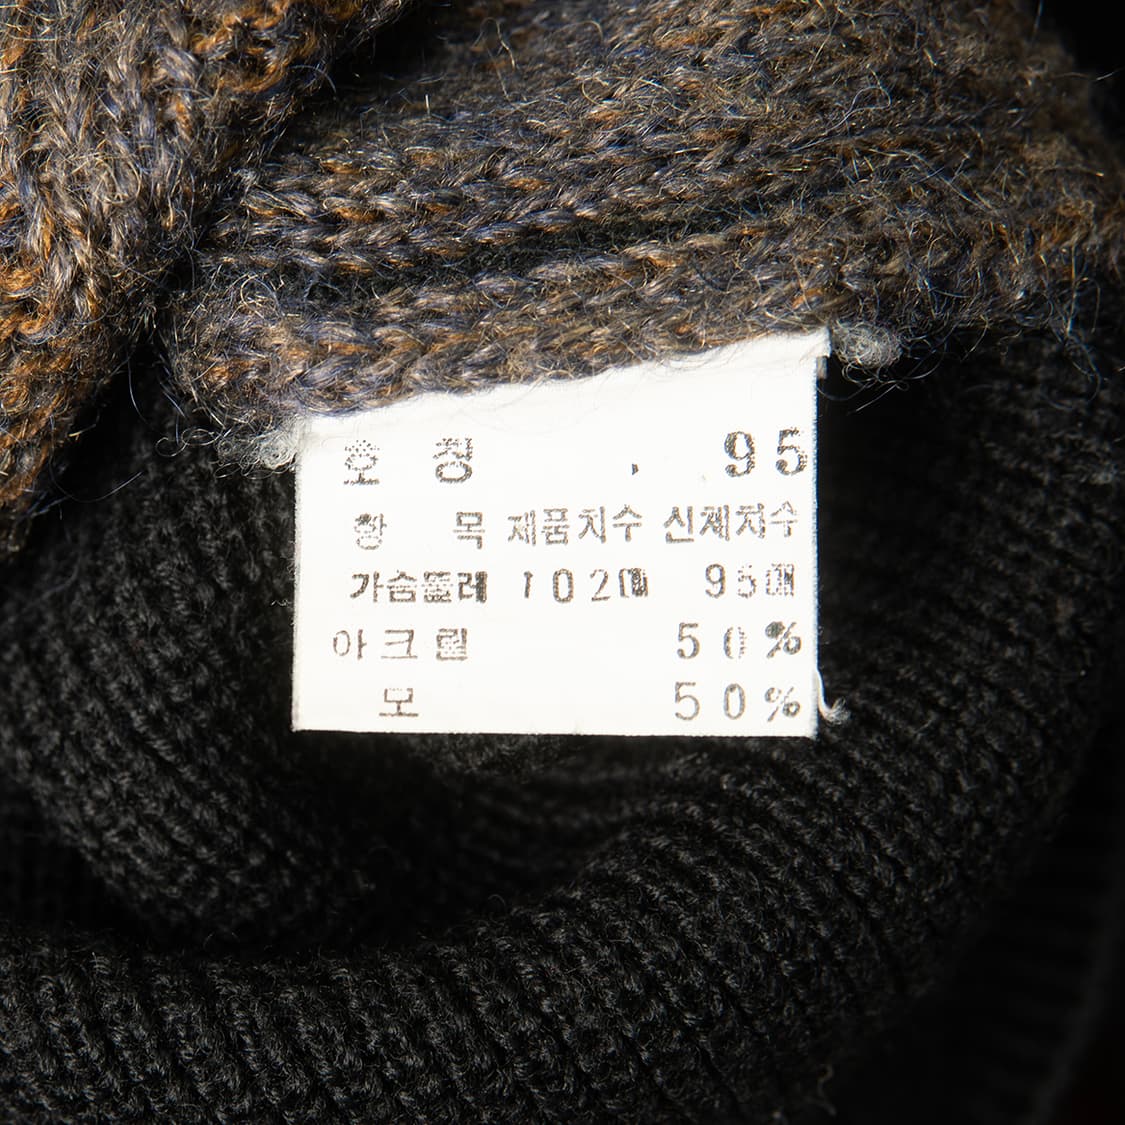 호 칭 . 95
항 목 제품치수 신체치수
가슴둘레 102㎝ 95㎝
아크릴 50%
모 50%